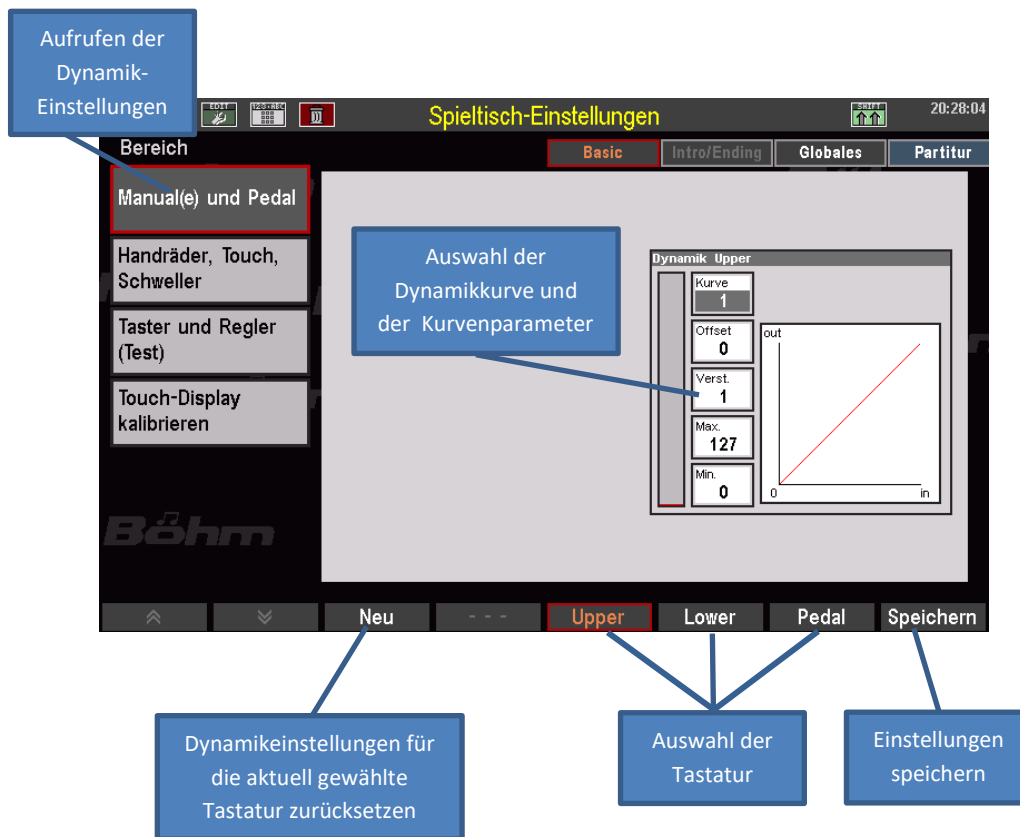 Aufrufen der
Dynamik-
Einstellungen
EDIT
123·ABC
Spieltisch-Einstellungen
SHIFT
20:28:04
Bereich
Basic
Intro/Ending
Globales
Partitur
Manual(e) und Pedal
Handräder, Touch,
Schweller
Taster und Regler
(Test)
Touch-Display
kalibrieren
Auswahl der
Dynamikkurve und
der Kurvenparameter
Dynamik Upper
Kurve
1
Offset
0
Verst.
1
Max.
127
Min.
0
out
0
in
Böhm
Neu
- - -
Upper
Lower
Pedal
Speichern
Dynamikeinstellungen für
die aktuell gewählte
Tastatur zurücksetzen
Auswahl der
Tastatur
Einstellungen
speichern